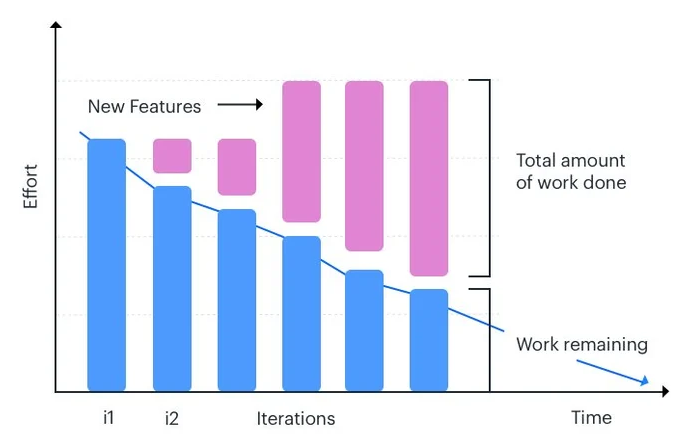 New Features
Effort
Total amount
of work done
Work remaining
i1
i2
Iterations
Time